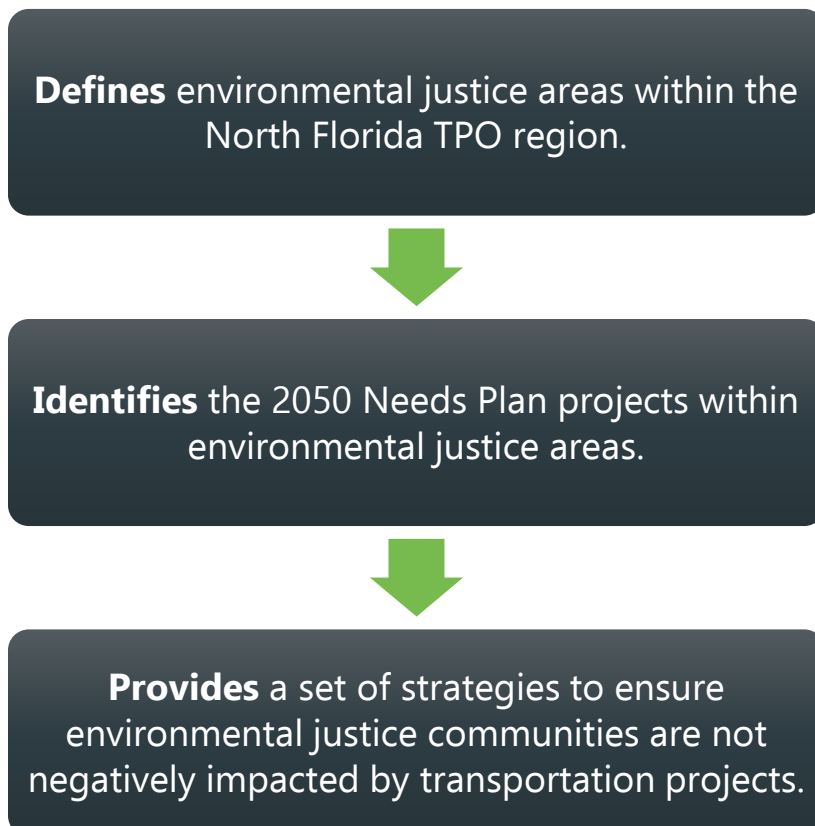 Defines environmental justice areas within the
North Florida TPO region.
Identifies the 2050 Needs Plan projects within
environmental justice areas.
Provides a set of strategies to ensure
environmental justice communities are not
negatively impacted by transportation projects.